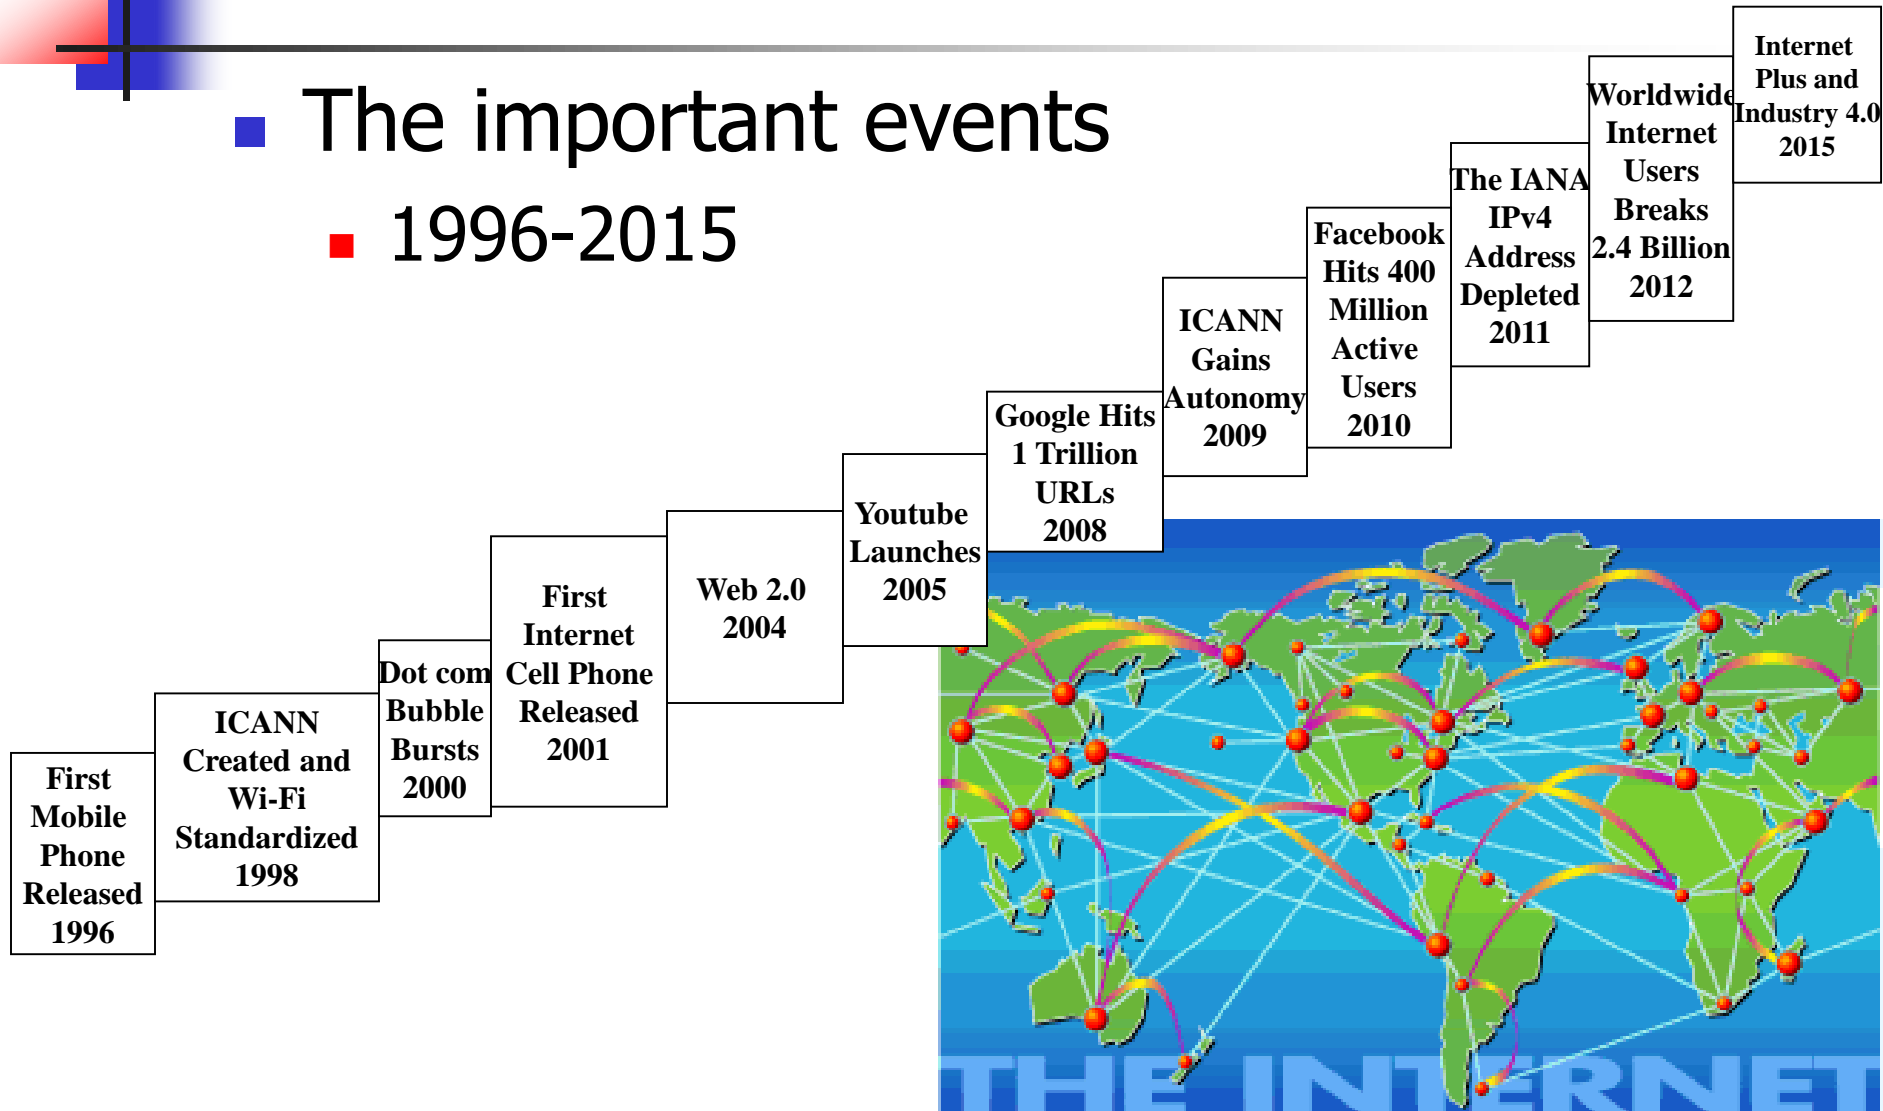 The important events
1996-2015
First
Mobile
Phone
Released
1996
ICANN
Created and
Wi-Fi
Standardized
1998
Dot com
Bubble
Bursts
2000
First
Internet
Cell Phone
Released
2001
Web 2.0
2004
Youtube
Launches
2005
Google Hits
1 Trillion
URLs
2008
ICANN
Gains
Autonomy
2009
Facebook
Hits 400
Million
Active
Users
2010
The IANA
IPv4
Address
Depleted
2011
Worldwide
Internet
Users
Breaks
2.4 Billion
2012
Internet
Plus and
Industry 4.0
2015
THE INTERNET